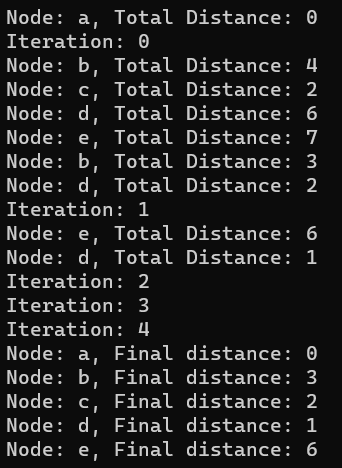 Node: a, Total Distance: 0
Iteration: 0
Node: b, Total Distance: 4
Node: c, Total Distance: 2
Node: d, Total Distance: 6
Node: e, Total Distance: 7
Node: b, Total Distance: 3
Node: d, Total Distance: 2
Iteration: 1
Node: e, Total Distance: 6
Node: d, Total Distance: 1
Iteration: 2
Iteration: 3
Iteration: 4
Node: a, Final distance: 0
Node: b, Final distance: 3
Node: c, Final distance: 2
Node: d, Final distance: 1
Node: e, Final distance: 6